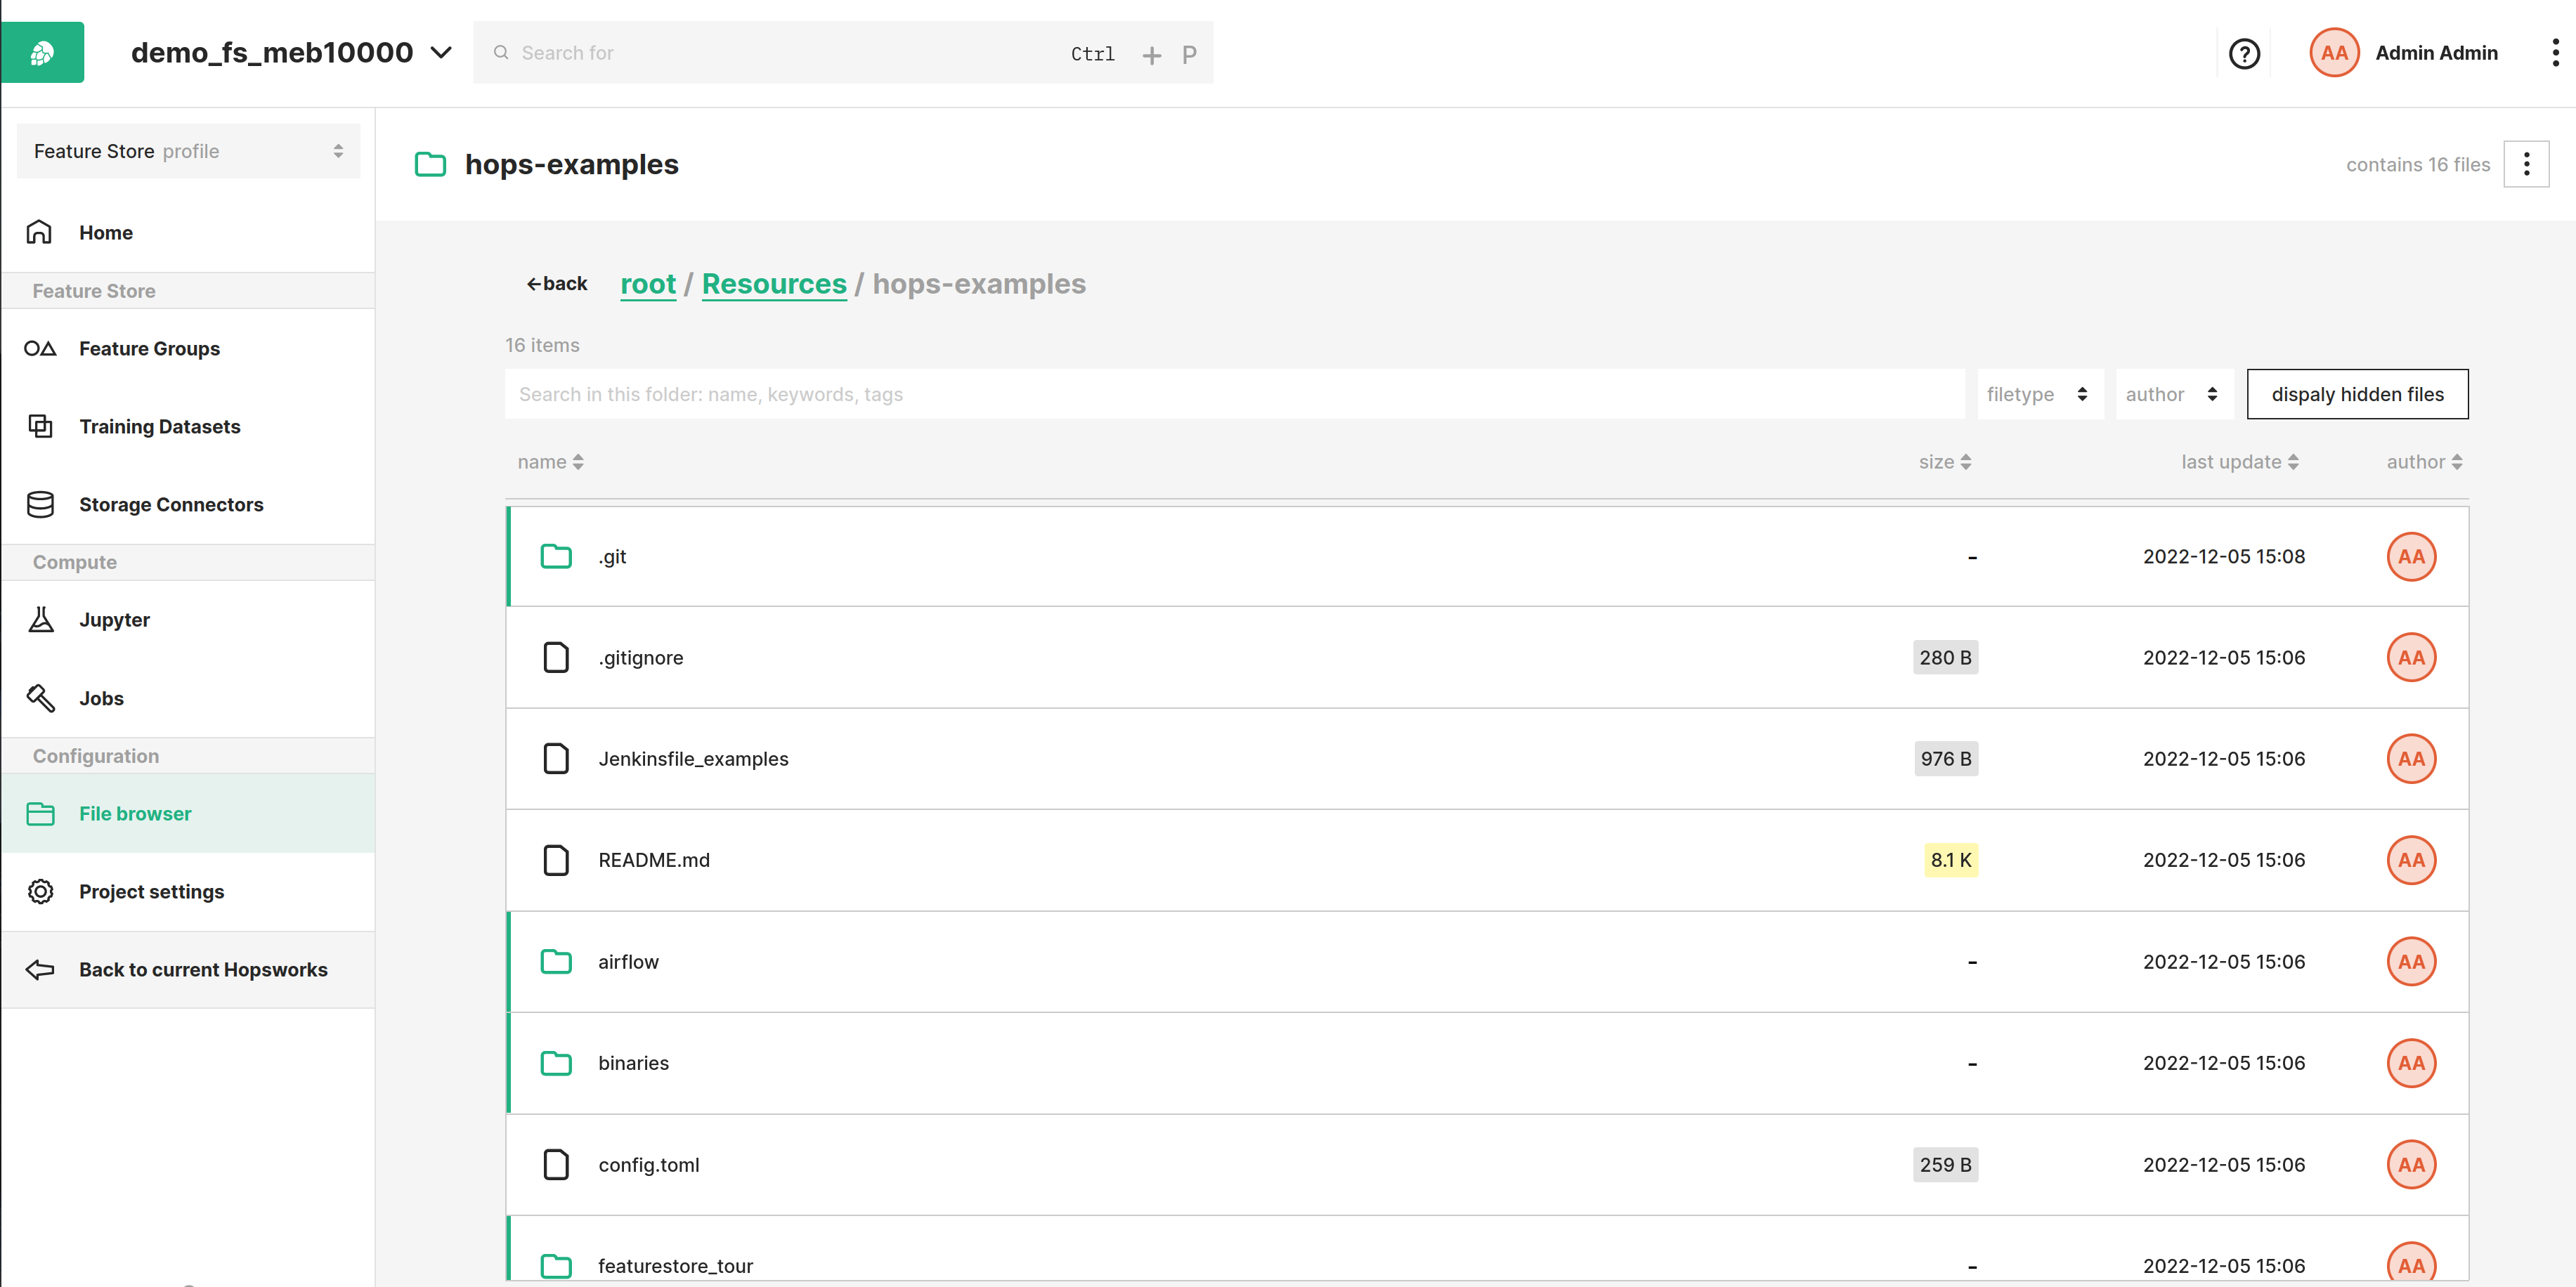 demo_fs_meb10000
Search for
Ctrl + P
AA Admin Admin
Feature Store profile
Home
Feature Store
Feature Groups
Training Datasets
Storage Connectors
Compute
Jupyter
Jobs
Configuration
File browser
Project settings
Back to current Hopsworks
hops-examples
contains 16 files
←back root / Resources / hops-examples
16 items
Search in this folder: name, keywords, tags filetype author dispaly hidden files
name size last update author
.git - 2022-12-05 15:08 AA
.gitignore 280 B 2022-12-05 15:06 AA
Jenkinsfile_examples 976 B 2022-12-05 15:06 AA
README.md 8.1 K 2022-12-05 15:06 AA
airflow - 2022-12-05 15:06 AA
binaries - 2022-12-05 15:06 AA
config.toml 259 B 2022-12-05 15:06 AA
featurestore_tour - 2022-12-05 15:06 AA